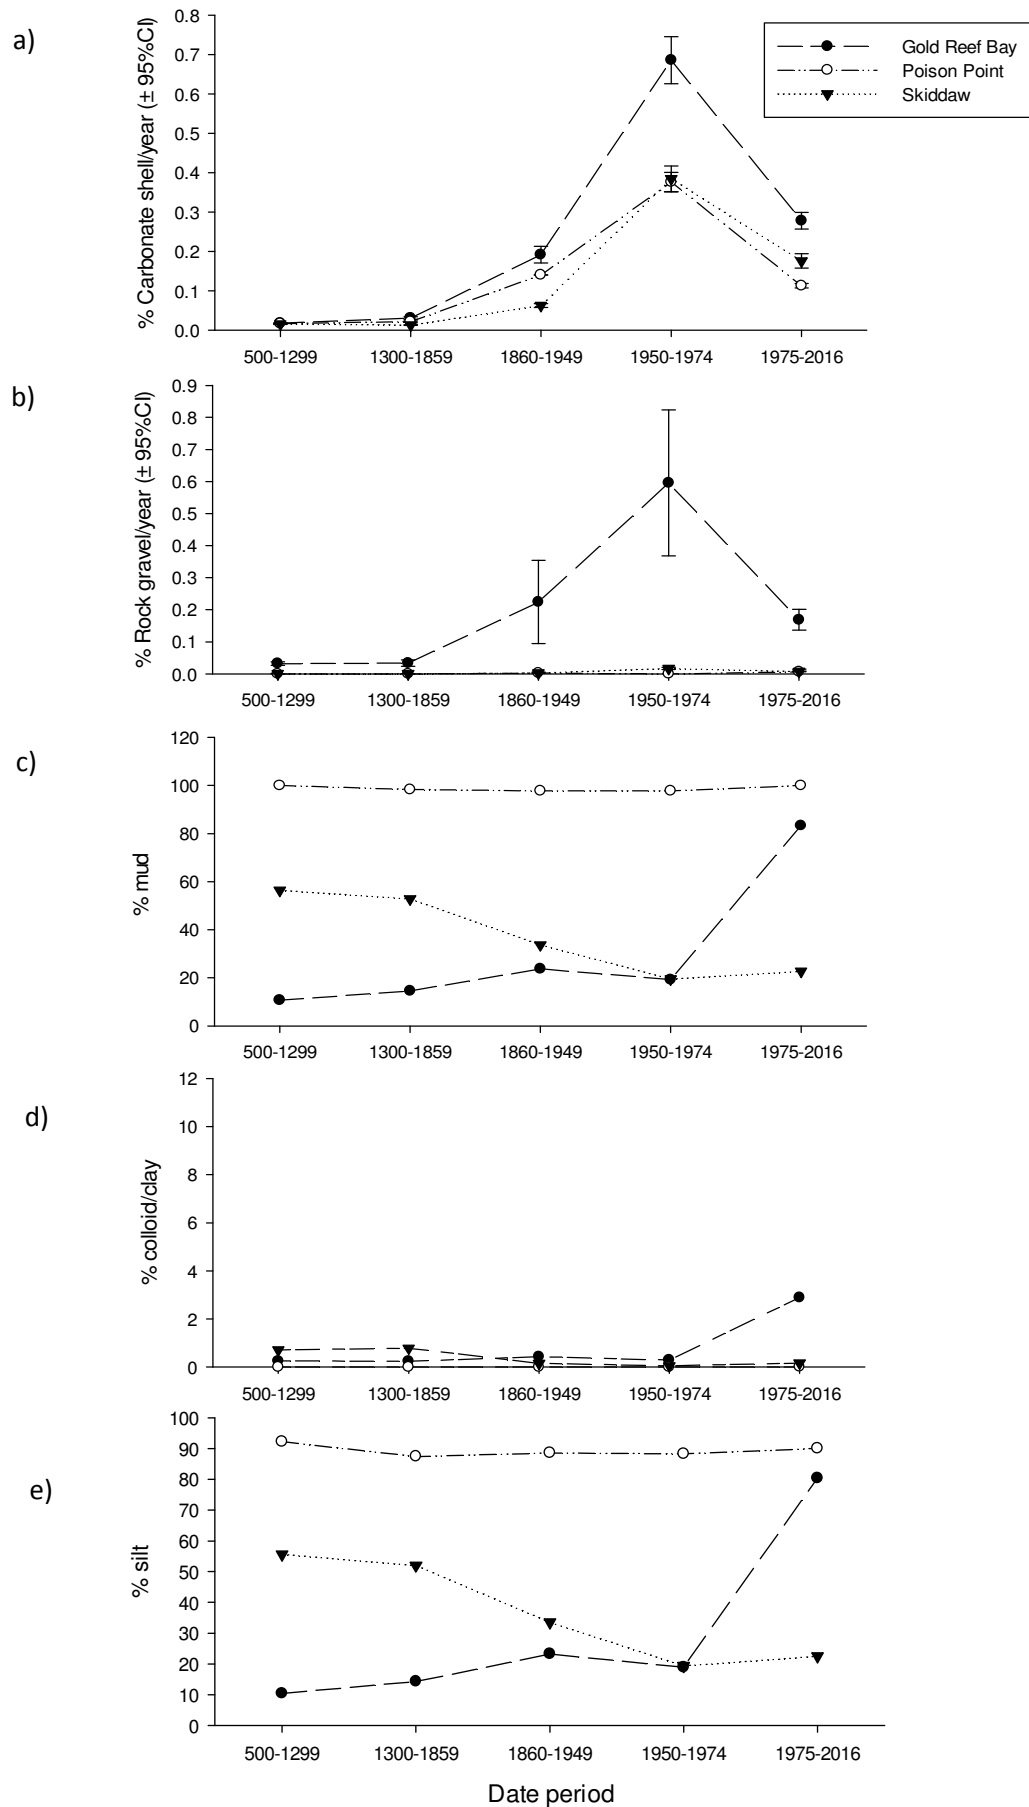 a)
% Carbonate shell/year (± 95%CI)
0.8
0.7
0.6
0.5
0.4
0.3
0.2
0.1
0.0
500-1299 1300-1859 1860-1949 1950-1974 1975-2016
Gold Reef Bay
Poison Point
Skiddaw
b)
% Rock gravel/year (± 95%CI)
0.9
0.8
0.7
0.6
0.5
0.4
0.3
0.2
0.1
0.0
500-1299 1300-1859 1860-1949 1950-1974 1975-2016
c)
% mud
120
100
80
60
40
20
0
500-1299 1300-1859 1860-1949 1950-1974 1975-2016
d)
% colloid/clay
12
10
8
6
4
2
0
500-1299 1300-1859 1860-1949 1950-1974 1975-2016
e)
% silt
100
90
80
70
60
50
40
30
20
10
0
500-1299 1300-1859 1860-1949 1950-1974 1975-2016
Date period